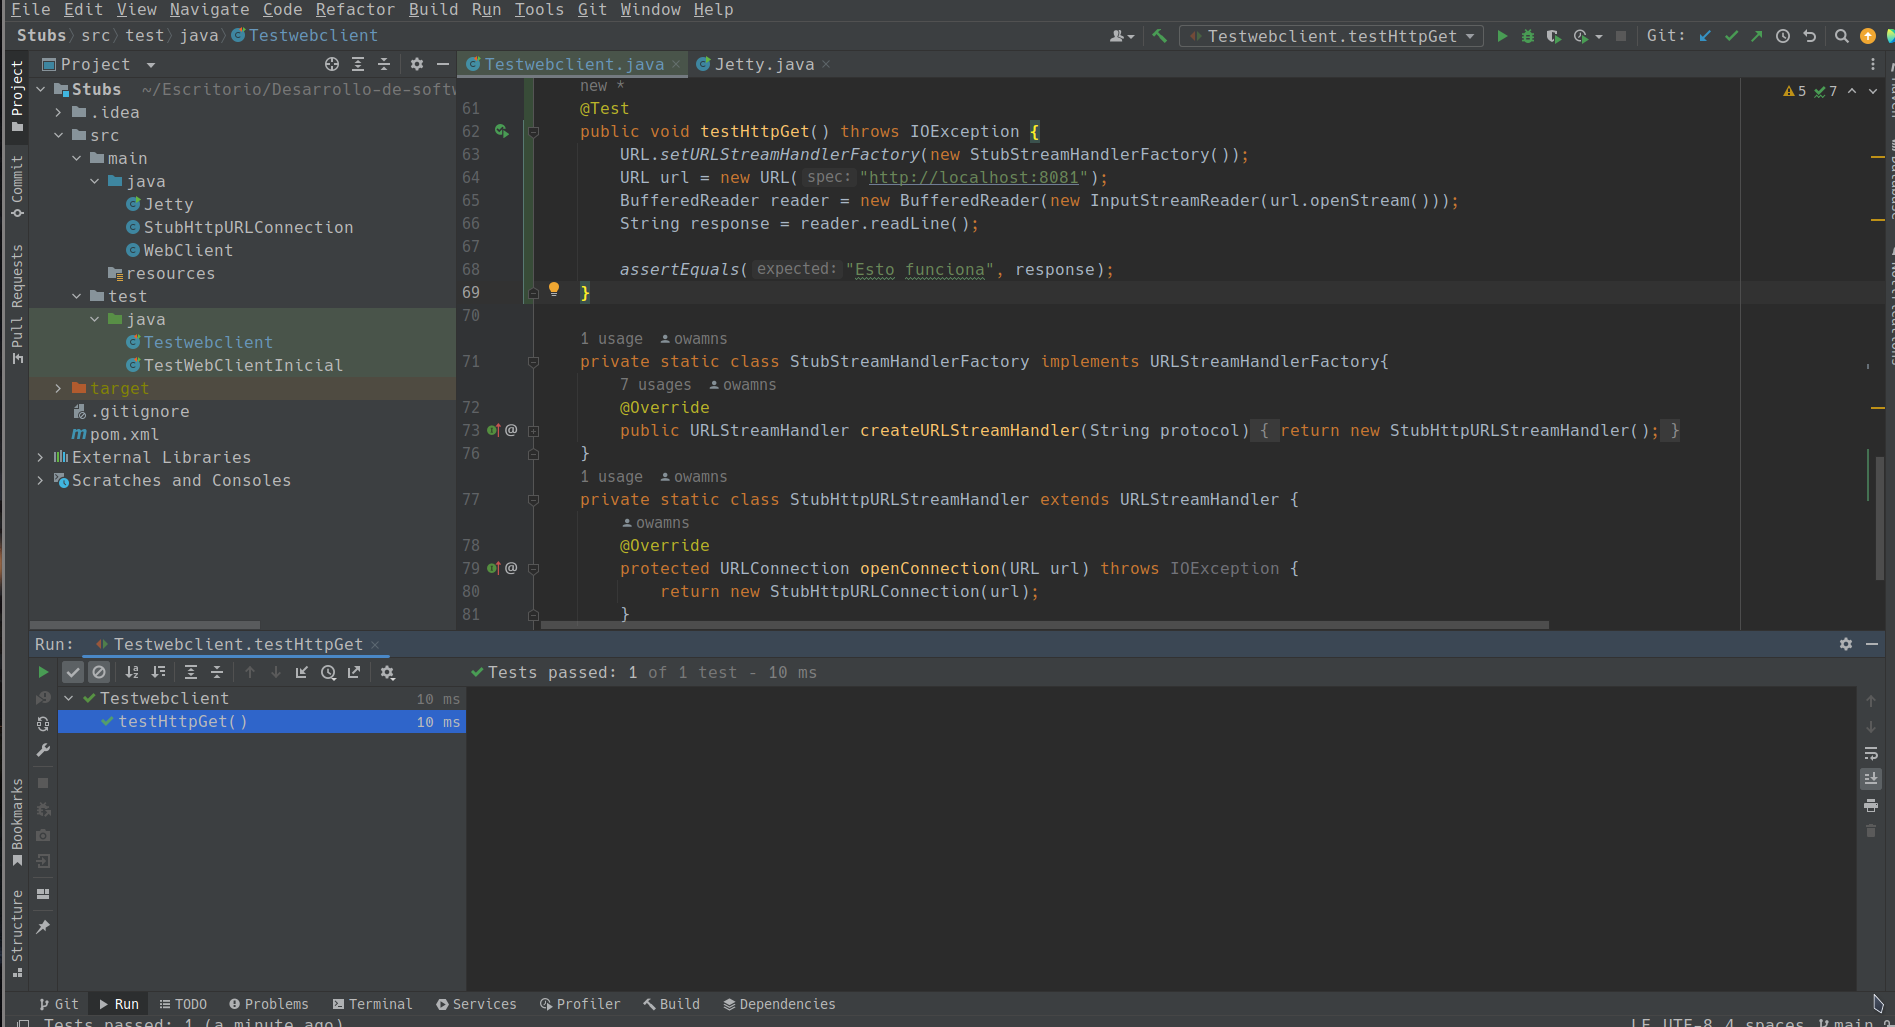 File Edit View Navigate Code Refactor Build Run Tools Git Window Help
Stubs src test java Testwebclient
Testwebclient.testHttpGet
Git:
Project
Testwebclient.java
Jetty.java
Stubs ~/Escritorio/Desarrollo-de-softw
.idea
src
main
java
Jetty
StubHttpURLConnection
WebClient
resources
test
java
Testwebclient
TestWebClientInicial
target
.gitignore
pom.xml
External Libraries
Scratches and Consoles
Project
Commit
Pull Requests
Bookmarks
Structure
5 7
new *
61 @Test
62 public void testHttpGet() throws IOException {
63 URL.setURLStreamHandlerFactory(new StubStreamHandlerFactory());
64 URL url = new URL( spec: "http://localhost:8081");
65 BufferedReader reader = new BufferedReader(new InputStreamReader(url.openStream()));
66 String response = reader.readLine();
67
68 assertEquals( expected: "Esto funciona", response);
69 }
70
1 usage owamns
71 private static class StubStreamHandlerFactory implements URLStreamHandlerFactory{
7 usages owamns
72 @Override
73 public URLStreamHandler createURLStreamHandler(String protocol) { return new StubHttpURLStreamHandler(); }
76 }
1 usage owamns
77 private static class StubHttpURLStreamHandler extends URLStreamHandler {
owamns
78 @Override
79 protected URLConnection openConnection(URL url) throws IOException {
80 return new StubHttpURLConnection(url);
81 }
Run: Testwebclient.testHttpGet
Tests passed: 1 of 1 test - 10 ms
Testwebclient 10 ms
testHttpGet() 10 ms
Git Run TODO Problems Terminal Services Profiler Build Dependencies
Tests passed: 1 (a minute ago)
LF UTF-8 4 spaces main